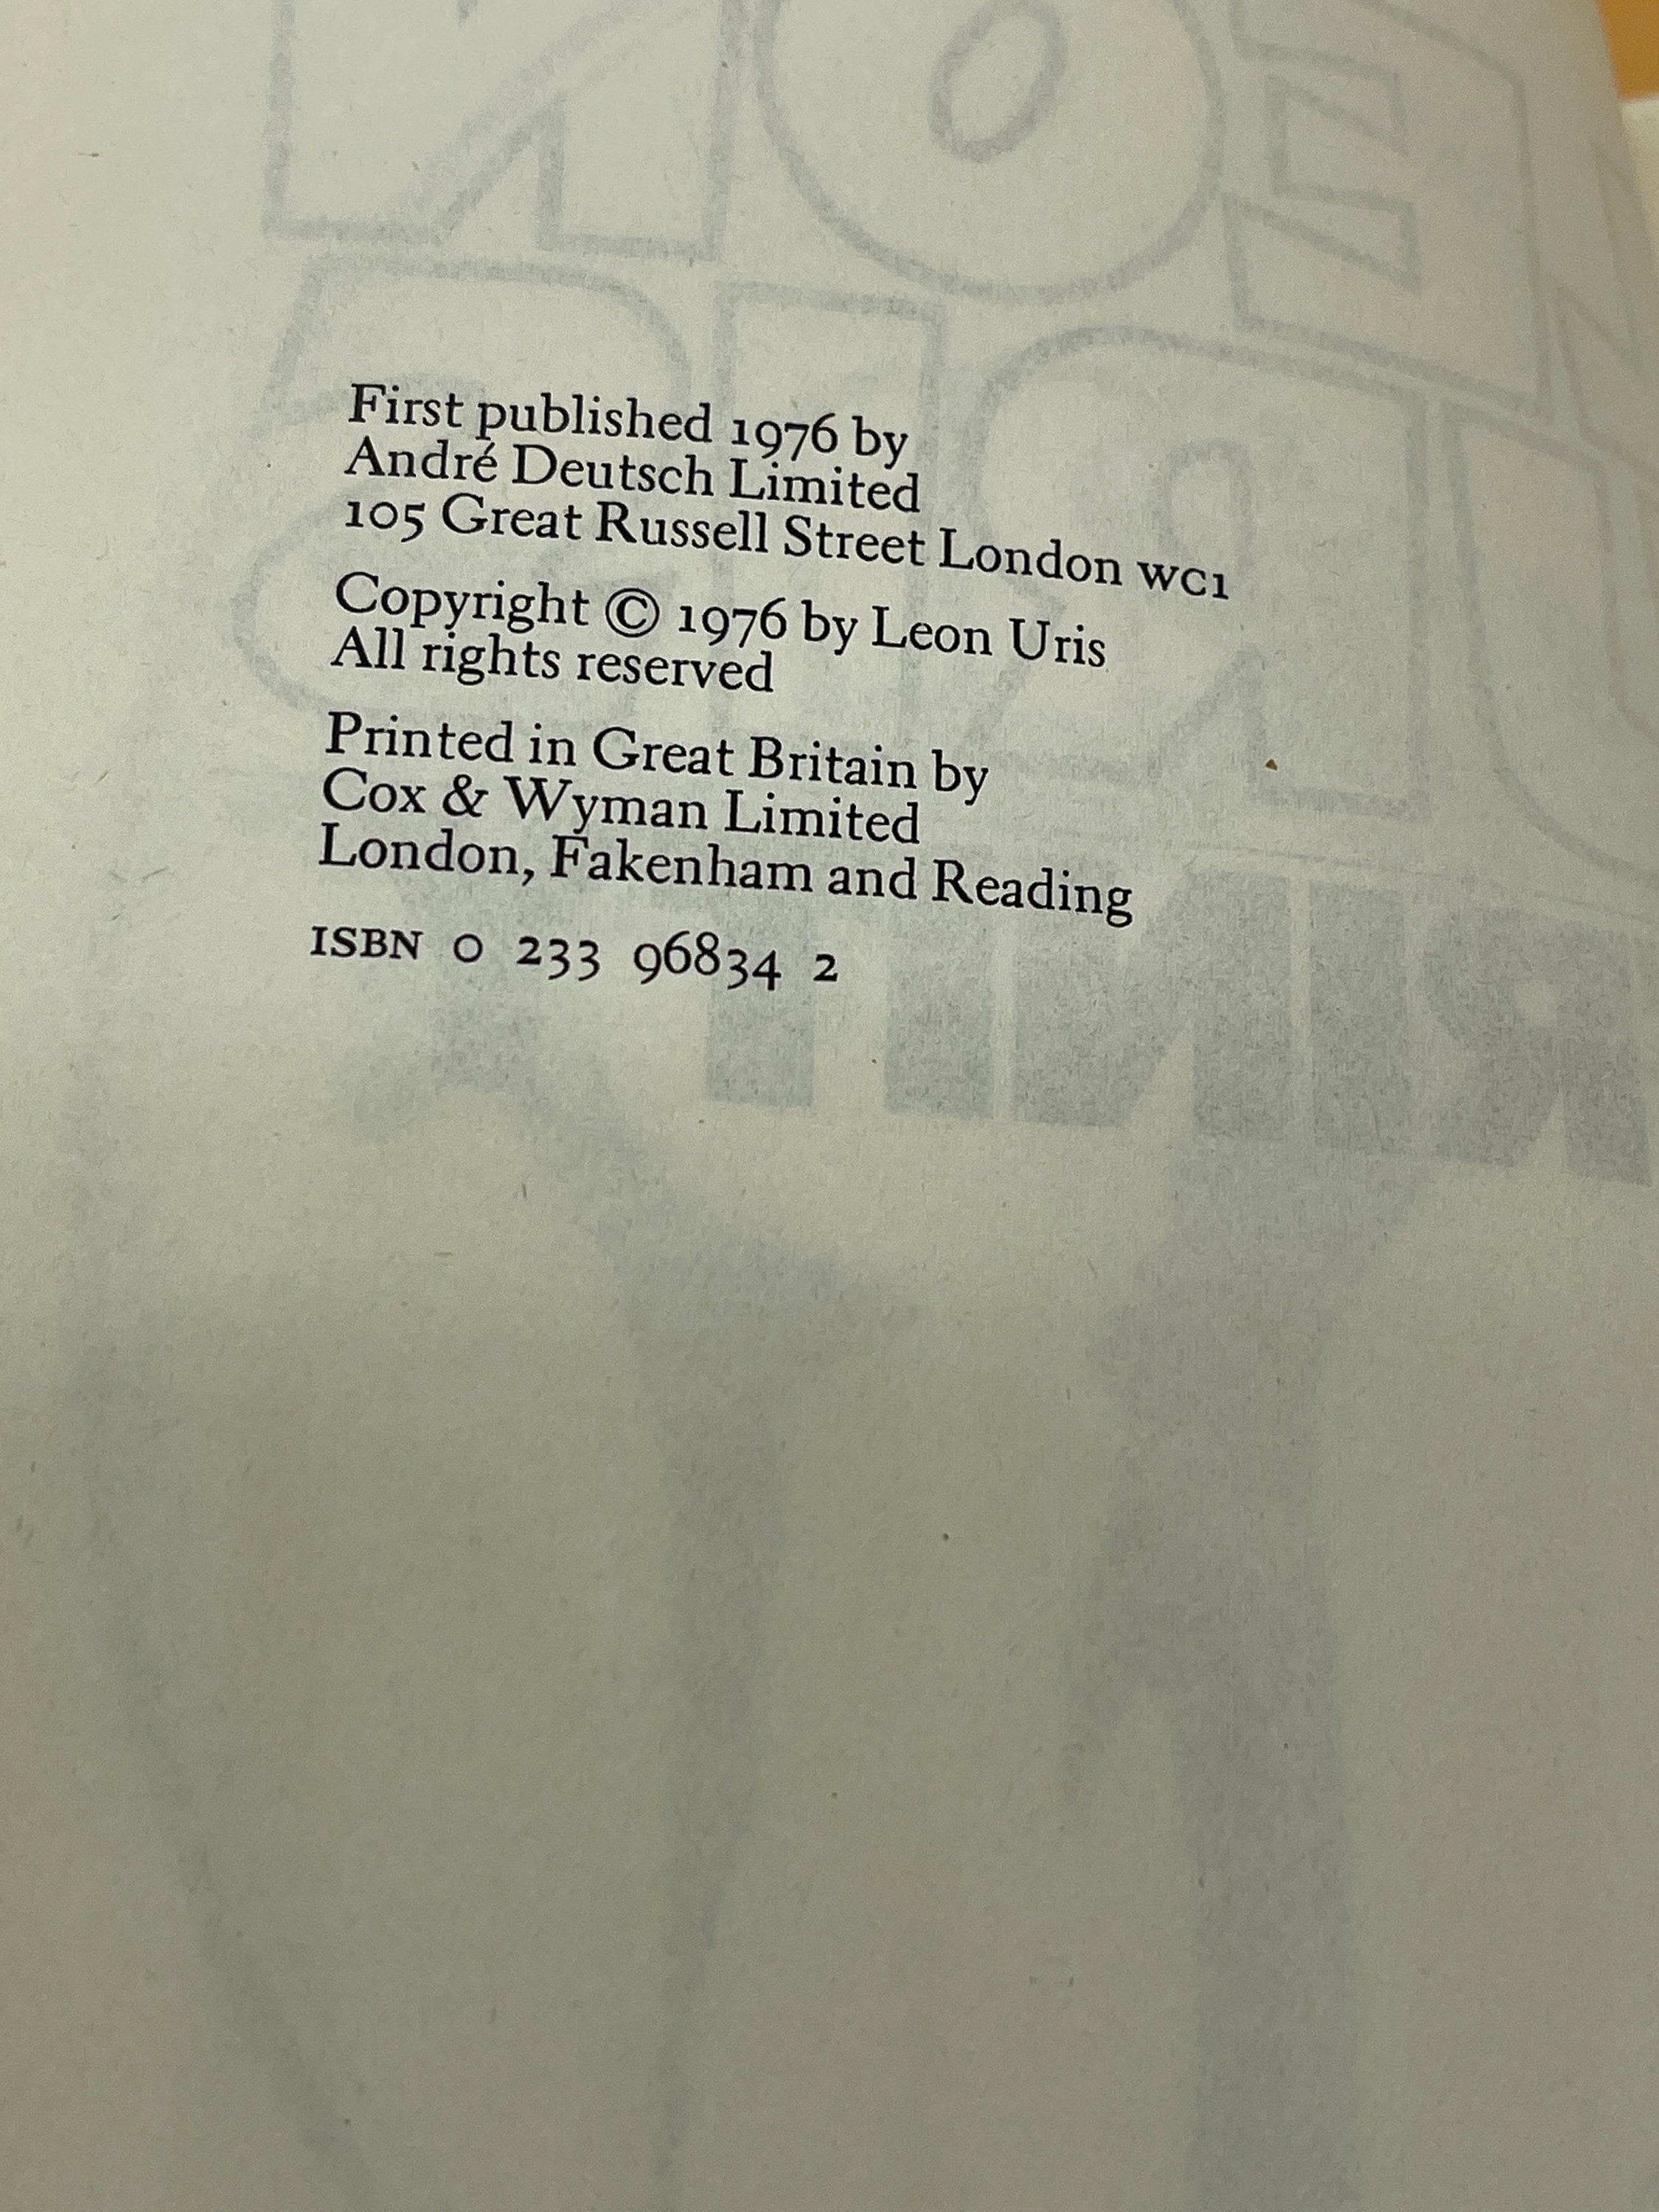 First published 1976 by
André Deutsch Limited
105 Great Russell Street London WC1
Copyright © 1976 by Leon Uris
All rights reserved
Printed in Great Britain by
Cox & Wyman Limited
London, Fakenham and Reading
ISBN 0 233 96834 2